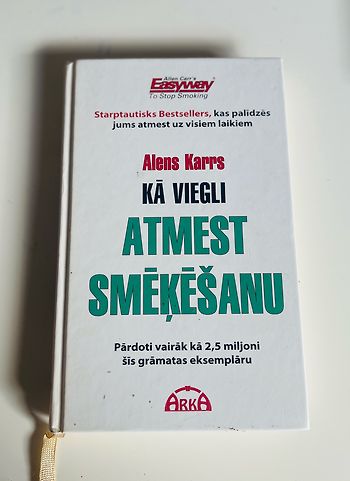 Allen Carr's
Easyway®
To Stop Smoking
Starptautisks Bestsellers, kas palīdzēs
jums atmest uz visiem laikiem
Alens Karrs
KĀ VIEGLI
ATMEST
SMĒĶĒŠANU
Pārdoti vairāk kā 2,5 miljoni
šīs grāmatas eksemplāru
ARKA